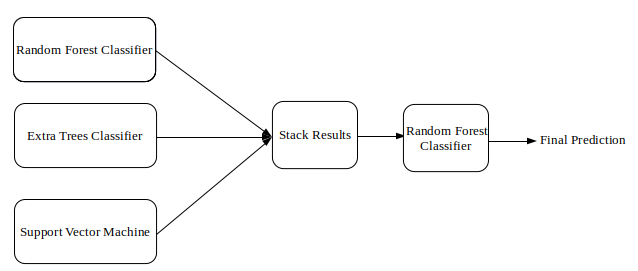 Random Forest Classifier
Extra Trees Classifier
Support Vector Machine
Stack Results
Random Forest
Classifier
Final Prediction